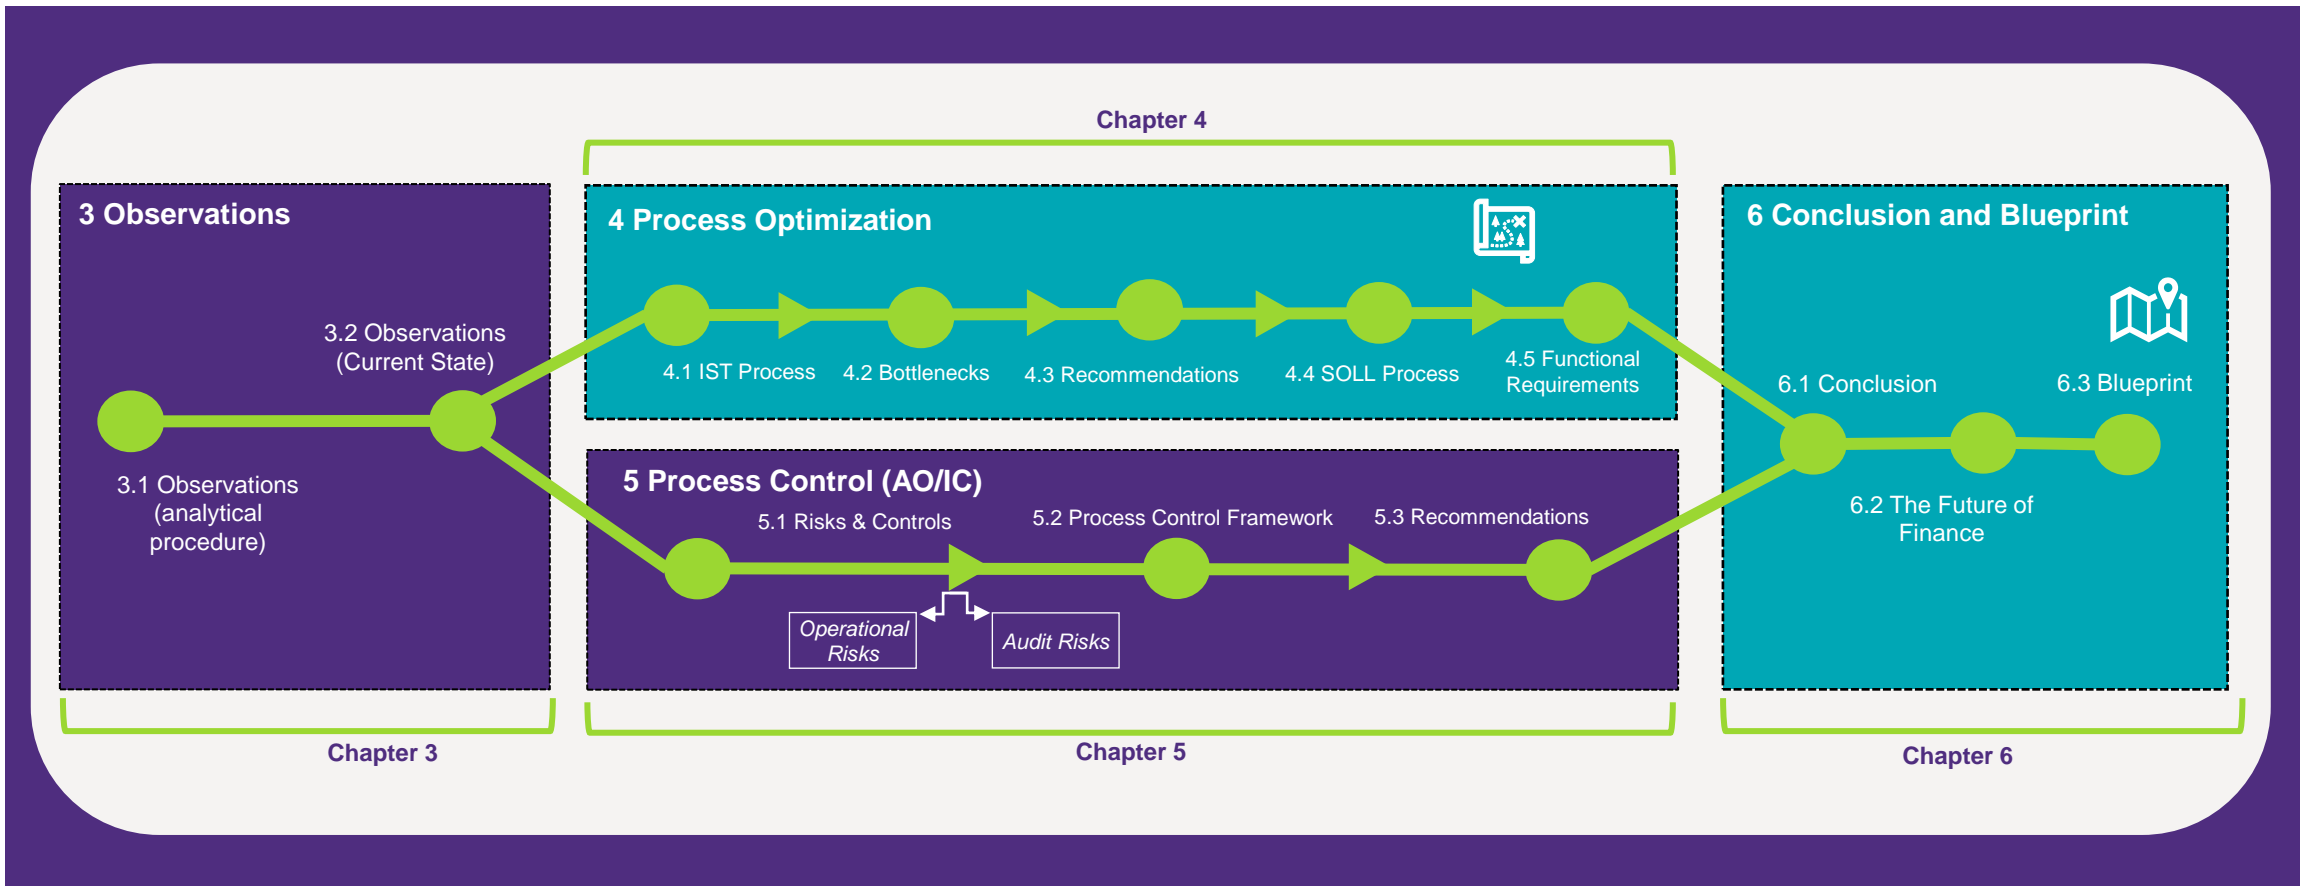 Chapter 4
3 Observations
3.2 Observations
(Current State)
3.1 Observations
(analytical
procedure)
4 Process Optimization
4.1 IST Process
4.2 Bottlenecks
4.3 Recommendations
4.4 SOLL Process
4.5 Functional
Requirements
5 Process Control (AO/IC)
5.1 Risks & Controls
5.2 Process Control Framework
5.3 Recommendations
Operational
Risks
Audit Risks
6 Conclusion and Blueprint
6.1 Conclusion
6.3 Blueprint
6.2 The Future of
Finance
Chapter 3
Chapter 5
Chapter 6